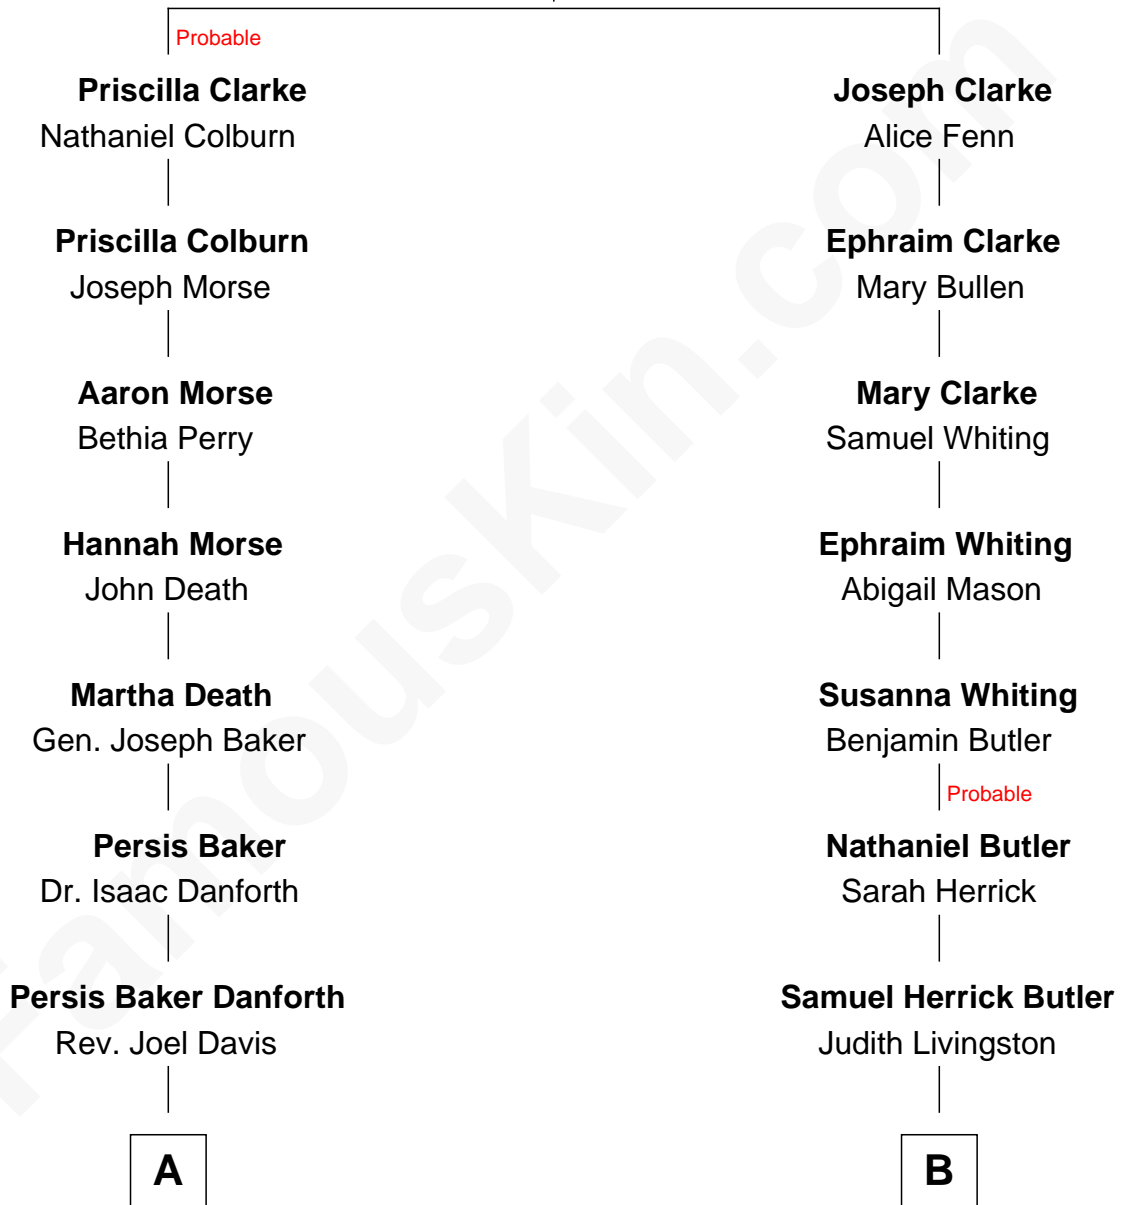 Probable
Priscilla Clarke
Nathaniel Colburn
Joseph Clarke
Alice Fenn
Priscilla Colburn
Joseph Morse
Ephraim Clarke
Mary Bullen
Aaron Morse
Bethia Perry
Mary Clarke
Samuel Whiting
Hannah Morse
John Death
Ephraim Whiting
Abigail Mason
Martha Death
Gen. Joseph Baker
Susanna Whiting
Benjamin Butler
Probable
Persis Baker
Dr. Isaac Danforth
Nathaniel Butler
Sarah Herrick
Persis Baker Danforth
Rev. Joel Davis
Samuel Herrick Butler
Judith Livingston
A
B
FamousKin.com